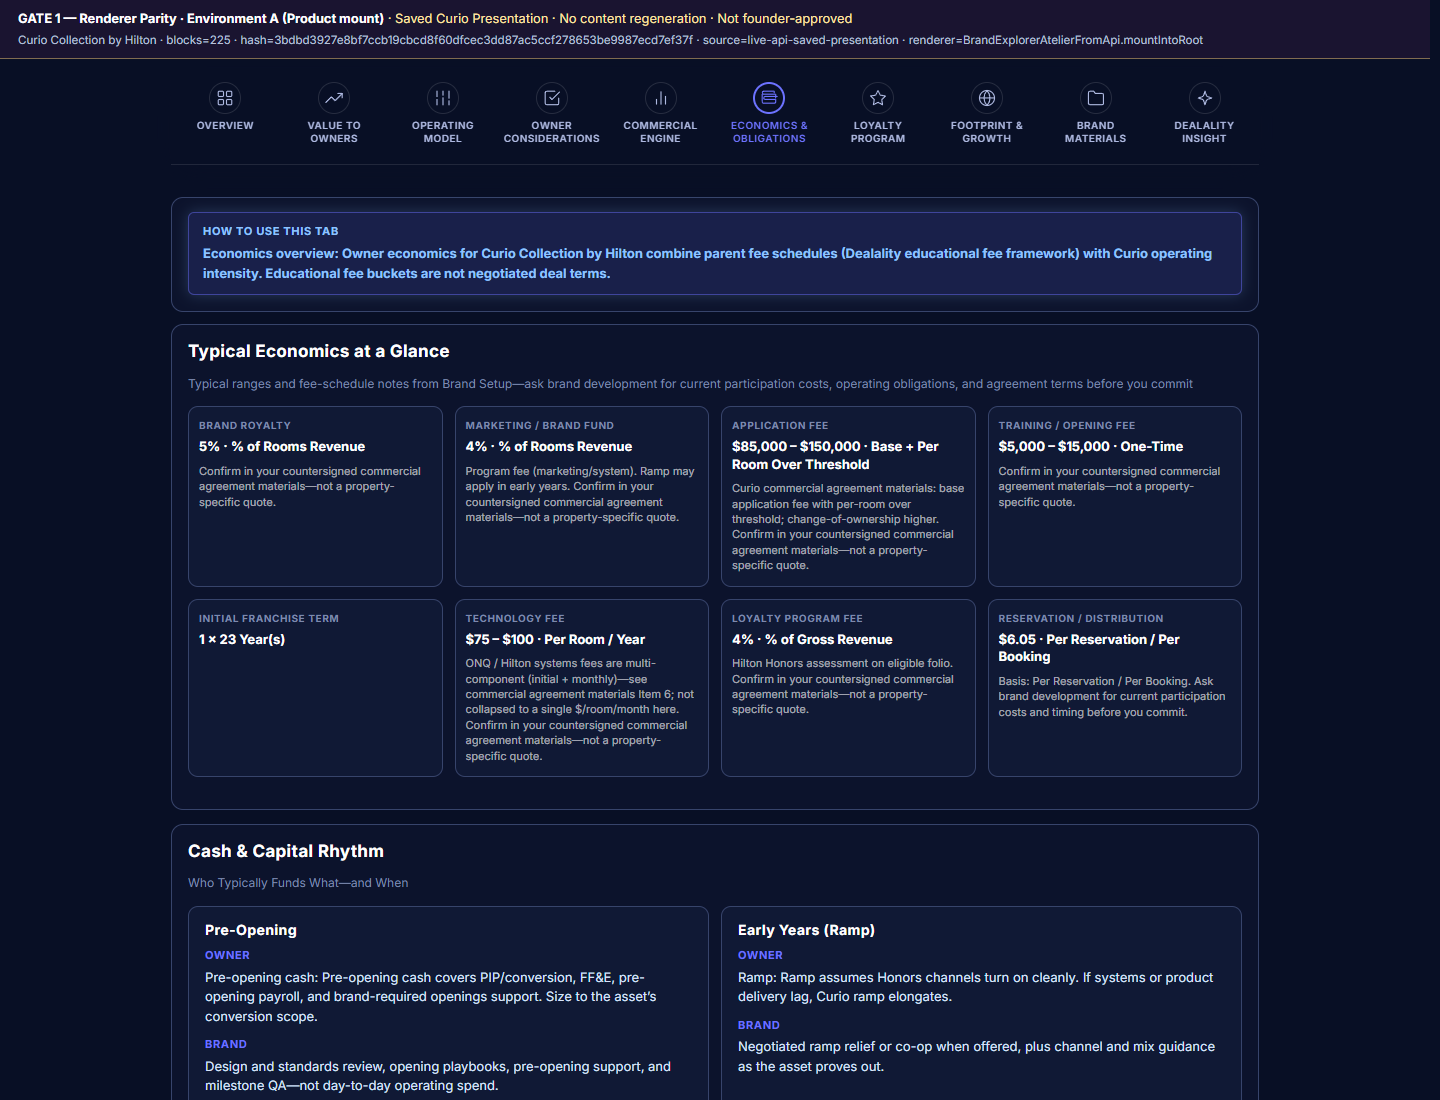 GATE 1 — Renderer Parity · Environment A (Product mount) · Saved Curio Presentation · No content regeneration · Not founder-approved
Curio Collection by Hilton · blocks=225 · hash=3bdbd3927e8bf7ccb19cbcd8f60dfcec3dd87ac5ccf278653be9987ecd7ef37f · source=live-api-saved-presentation · renderer=BrandExplorerAtelierFromApi.mountIntoRoot
OVERVIEW
VALUE TO
OWNERS
OPERATING
MODEL
OWNER
CONSIDERATIONS
COMMERCIAL
ENGINE
ECONOMICS &
OBLIGATIONS
LOYALTY
PROGRAM
FOOTPRINT &
GROWTH
BRAND
MATERIALS
DEALALITY
INSIGHT
HOW TO USE THIS TAB
Economics overview: Owner economics for Curio Collection by Hilton combine parent fee schedules (Dealality educational fee framework) with Curio operating
intensity. Educational fee buckets are not negotiated deal terms.
Typical Economics at a Glance
Typical ranges and fee-schedule notes from Brand Setup—ask brand development for current participation costs, operating obligations, and agreement terms before you commit
BRAND ROYALTY
5% · % of Rooms Revenue
Confirm in your countersigned commercial
agreement materials—not a property-
specific quote.
MARKETING / BRAND FUND
4% · % of Rooms Revenue
Program fee (marketing/system). Ramp may
apply in early years. Confirm in your
countersigned commercial agreement
materials—not a property-specific quote.
APPLICATION FEE
$85,000 – $150,000 · Base + Per
Room Over Threshold
Curio commercial agreement materials: base
application fee with per-room over
threshold; change-of-ownership higher.
Confirm in your countersigned commercial
agreement materials—not a property-
specific quote.
TRAINING / OPENING FEE
$5,000 – $15,000 · One-Time
Confirm in your countersigned commercial
agreement materials—not a property-
specific quote.
INITIAL FRANCHISE TERM
1 × 23 Year(s)
TECHNOLOGY FEE
$75 – $100 · Per Room / Year
ONQ / Hilton systems fees are multi-
component (initial + monthly)—see
commercial agreement materials Item 6; not
collapsed to a single $/room/month here.
Confirm in your countersigned commercial
agreement materials—not a property-
specific quote.
LOYALTY PROGRAM FEE
4% · % of Gross Revenue
Hilton Honors assessment on eligible folio.
Confirm in your countersigned commercial
agreement materials—not a property-
specific quote.
RESERVATION / DISTRIBUTION
$6.05 · Per Reservation / Per
Booking
Basis: Per Reservation / Per Booking. Ask
brand development for current participation
costs and timing before you commit.
Cash & Capital Rhythm
Who Typically Funds What—and When
Pre-Opening
OWNER
Pre-opening cash: Pre-opening cash covers PIP/conversion, FF&E, pre-
opening payroll, and brand-required openings support. Size to the asset's
conversion scope.
BRAND
Design and standards review, opening playbooks, pre-opening support, and
milestone QA—not day-to-day operating spend.
Early Years (Ramp)
OWNER
Ramp: Ramp assumes Honors channels turn on cleanly. If systems or product
delivery lag, Curio ramp elongates.
BRAND
Negotiated ramp relief or co-op when offered, plus channel and mix guidance
as the asset proves out.